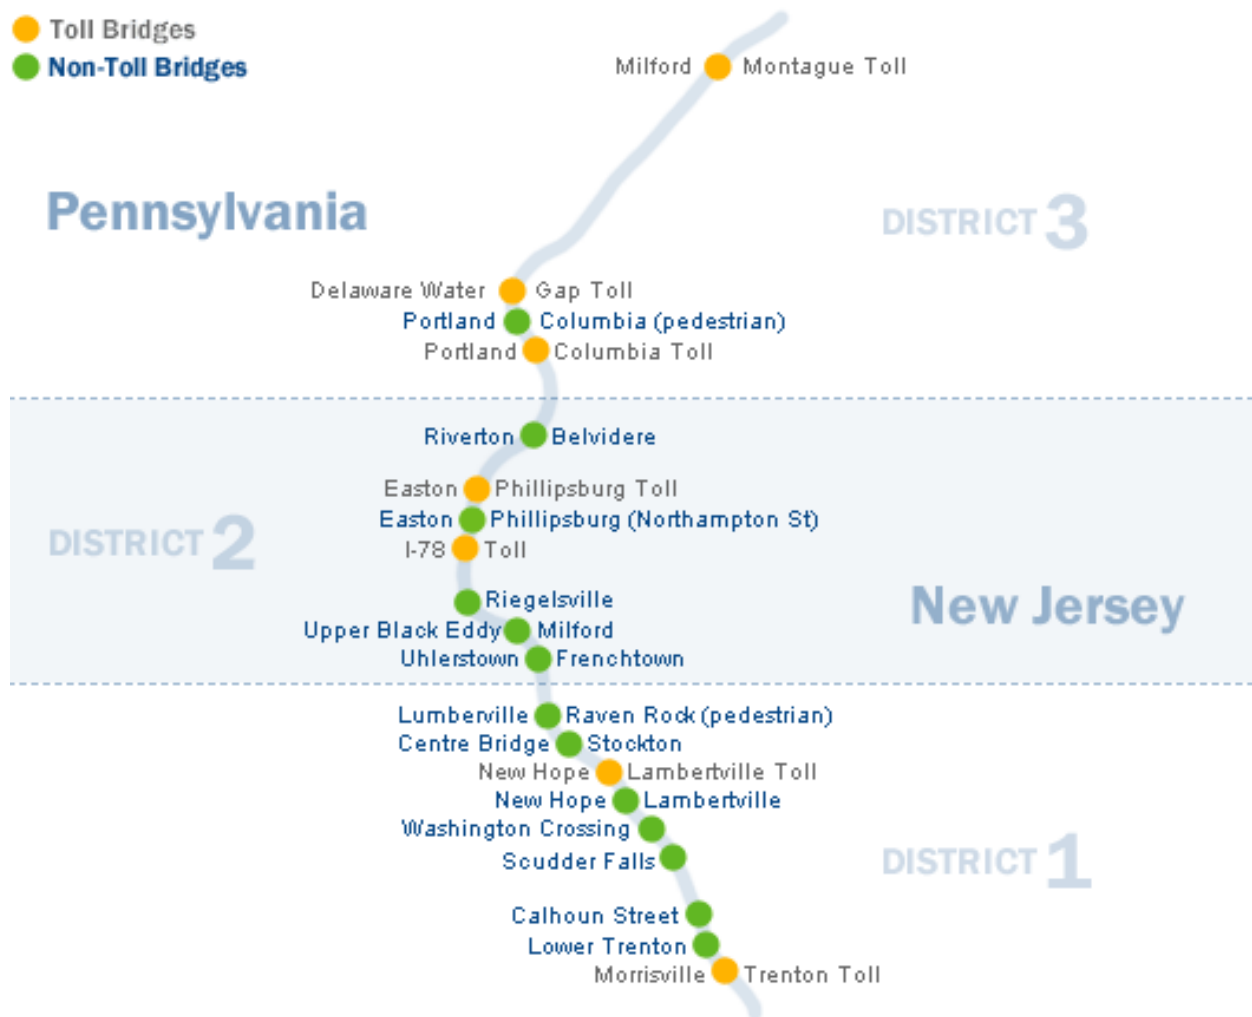 Toll Bridges
Non-Toll Bridges
Milford Montague Toll
Pennsylvania
DISTRICT 3
Delaware Water Gap Toll
Portland Columbia (pedestrian)
Portland Columbia Toll
Riverton Belvidere
Easton Phillipsburg Toll
Easton Phillipsburg (Northampton St)
DISTRICT 2
I-78 Toll
Riegelsville
New Jersey
Upper Black Eddy Milford
Uhlerstown Frenchtown
Lumberville Raven Rock (pedestrian)
Centre Bridge Stockton
New Hope Lambertville Toll
New Hope Lambertville
Washington Crossing
Scudder Falls
DISTRICT 1
Calhoun Street
Lower Trenton
Morrisville Trenton Toll